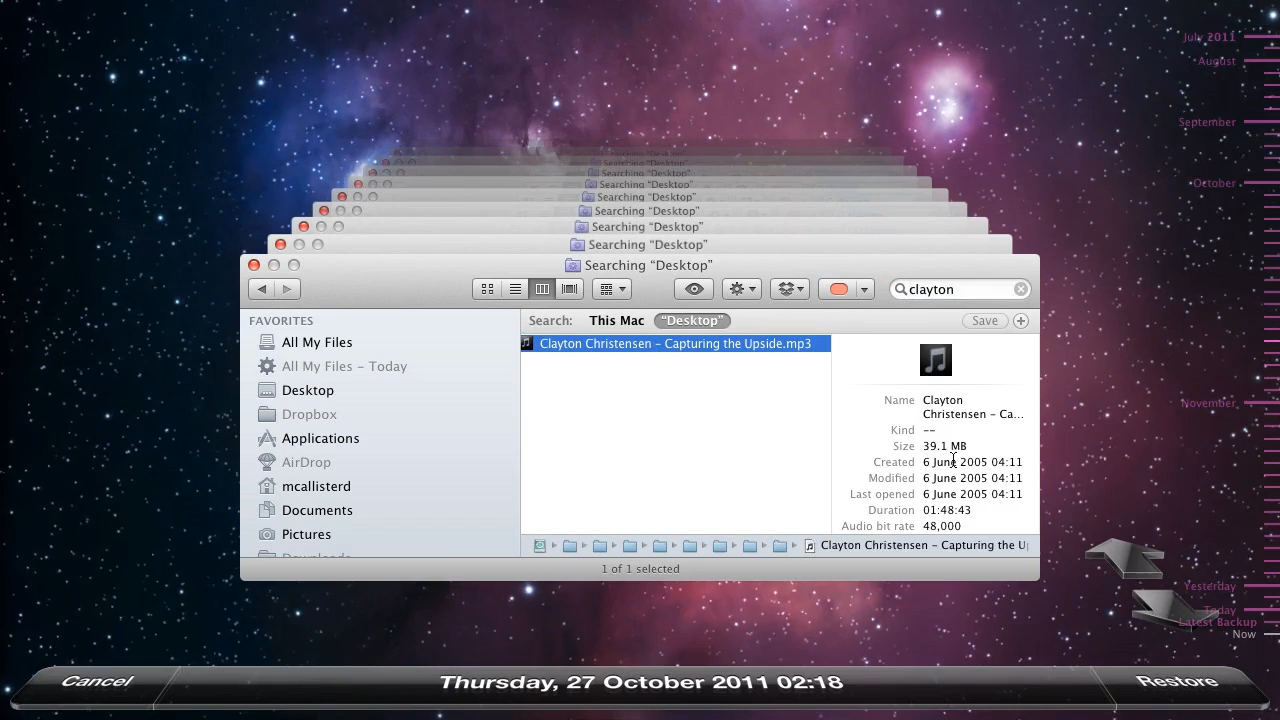 July 2011
August
September
October
November
Yesterday
Today
Latest Backup
Now
Searching "Desktop"
Searching "Desktop"
Searching "Desktop"
Searching "Desktop"
Searching "Desktop"
Searching "Desktop"
Searching "Desktop"
Searching "Desktop"
clayton
FAVORITES
All My Files
All My Files – Today
Desktop
Dropbox
Applications
AirDrop
mcallisterd
Documents
Pictures
Downloads
Search: This Mac "Desktop" Save
Clayton Christensen – Capturing the Upside.mp3
Name Clayton
Christensen – Ca...
Kind --
Size 39.1 MB
Created 6 June 2005 04:11
Modified 6 June 2005 04:11
Last opened 6 June 2005 04:11
Duration 01:48:43
Audio bit rate 48,000
Clayton Christensen – Capturing the U
1 of 1 selected
Cancel Thursday, 27 October 2011 02:18 Restore